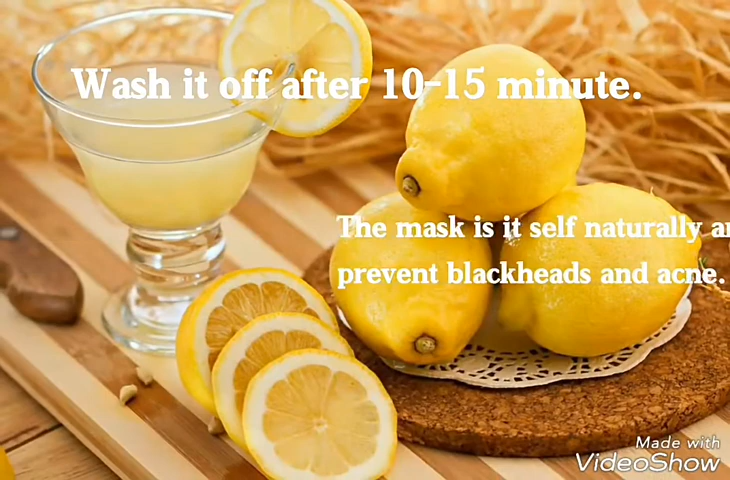 Wash it off after 10-15 minute.
The mask is it self naturally
prevent blackheads and acne.
Made with
VideoShow